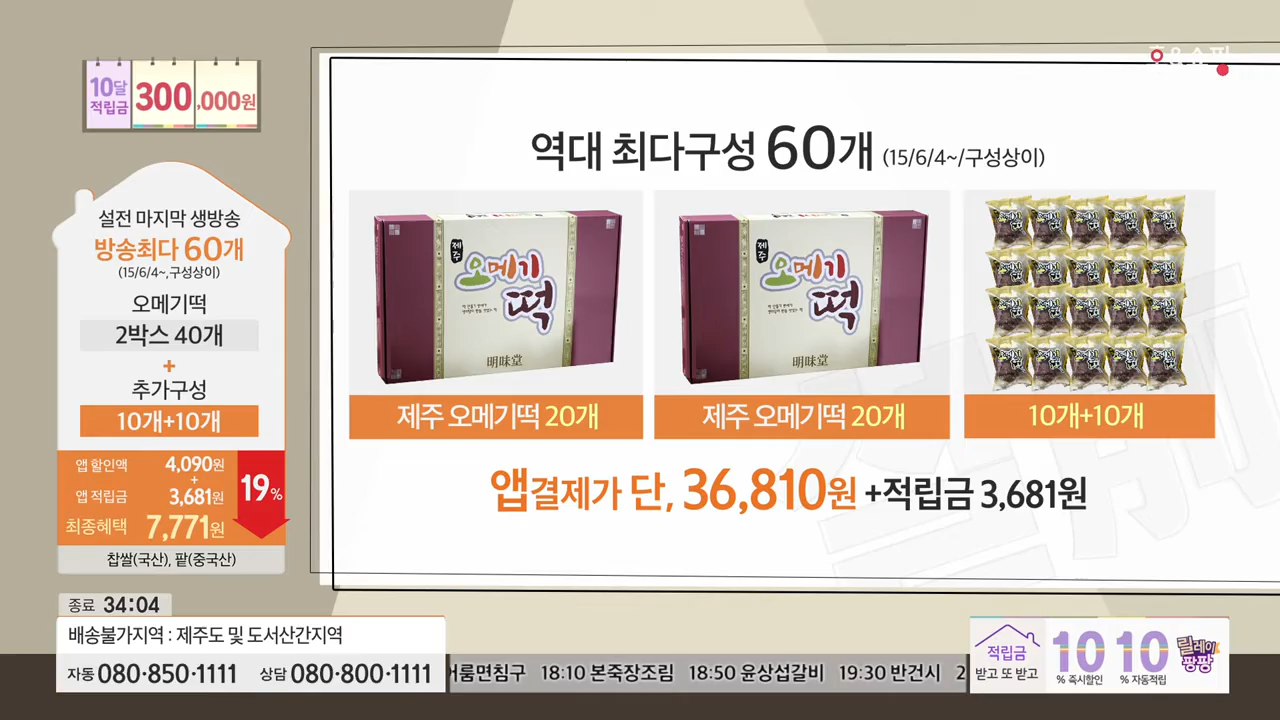 홈&쇼핑
10달
적립금
300,000원
역대 최다구성 60개 (15/6/4~/구성상이)
설전 마지막 생방송
방송최다 60개
(15/6/4~,구성상이)
오메기떡
2박스 40개
+
추가구성
10개+10개
앱 할인액 4,090원
+
앱 적립금 3,681원
최종혜택 7,771원
19%
찹쌀(국산), 팥(중국산)
제주
오메기
떡
明味堂
제주
오메기
떡
明味堂
제주 오메기떡 20개
제주 오메기떡 20개
10개+10개
앱결제가 단, 36,810원 +적립금 3,681원
종료 34:04
배송불가지역 : 제주도 및 도서산간지역
자동 080·850·1111 상담 080·800·1111
어룸면침구 18:10 본죽장조림 18:50 윤상섭갈비 19:30 반건시 2
적립금
받고 또 받고
10
% 즉시할인
10
% 자동적립
릴레이
팡팡